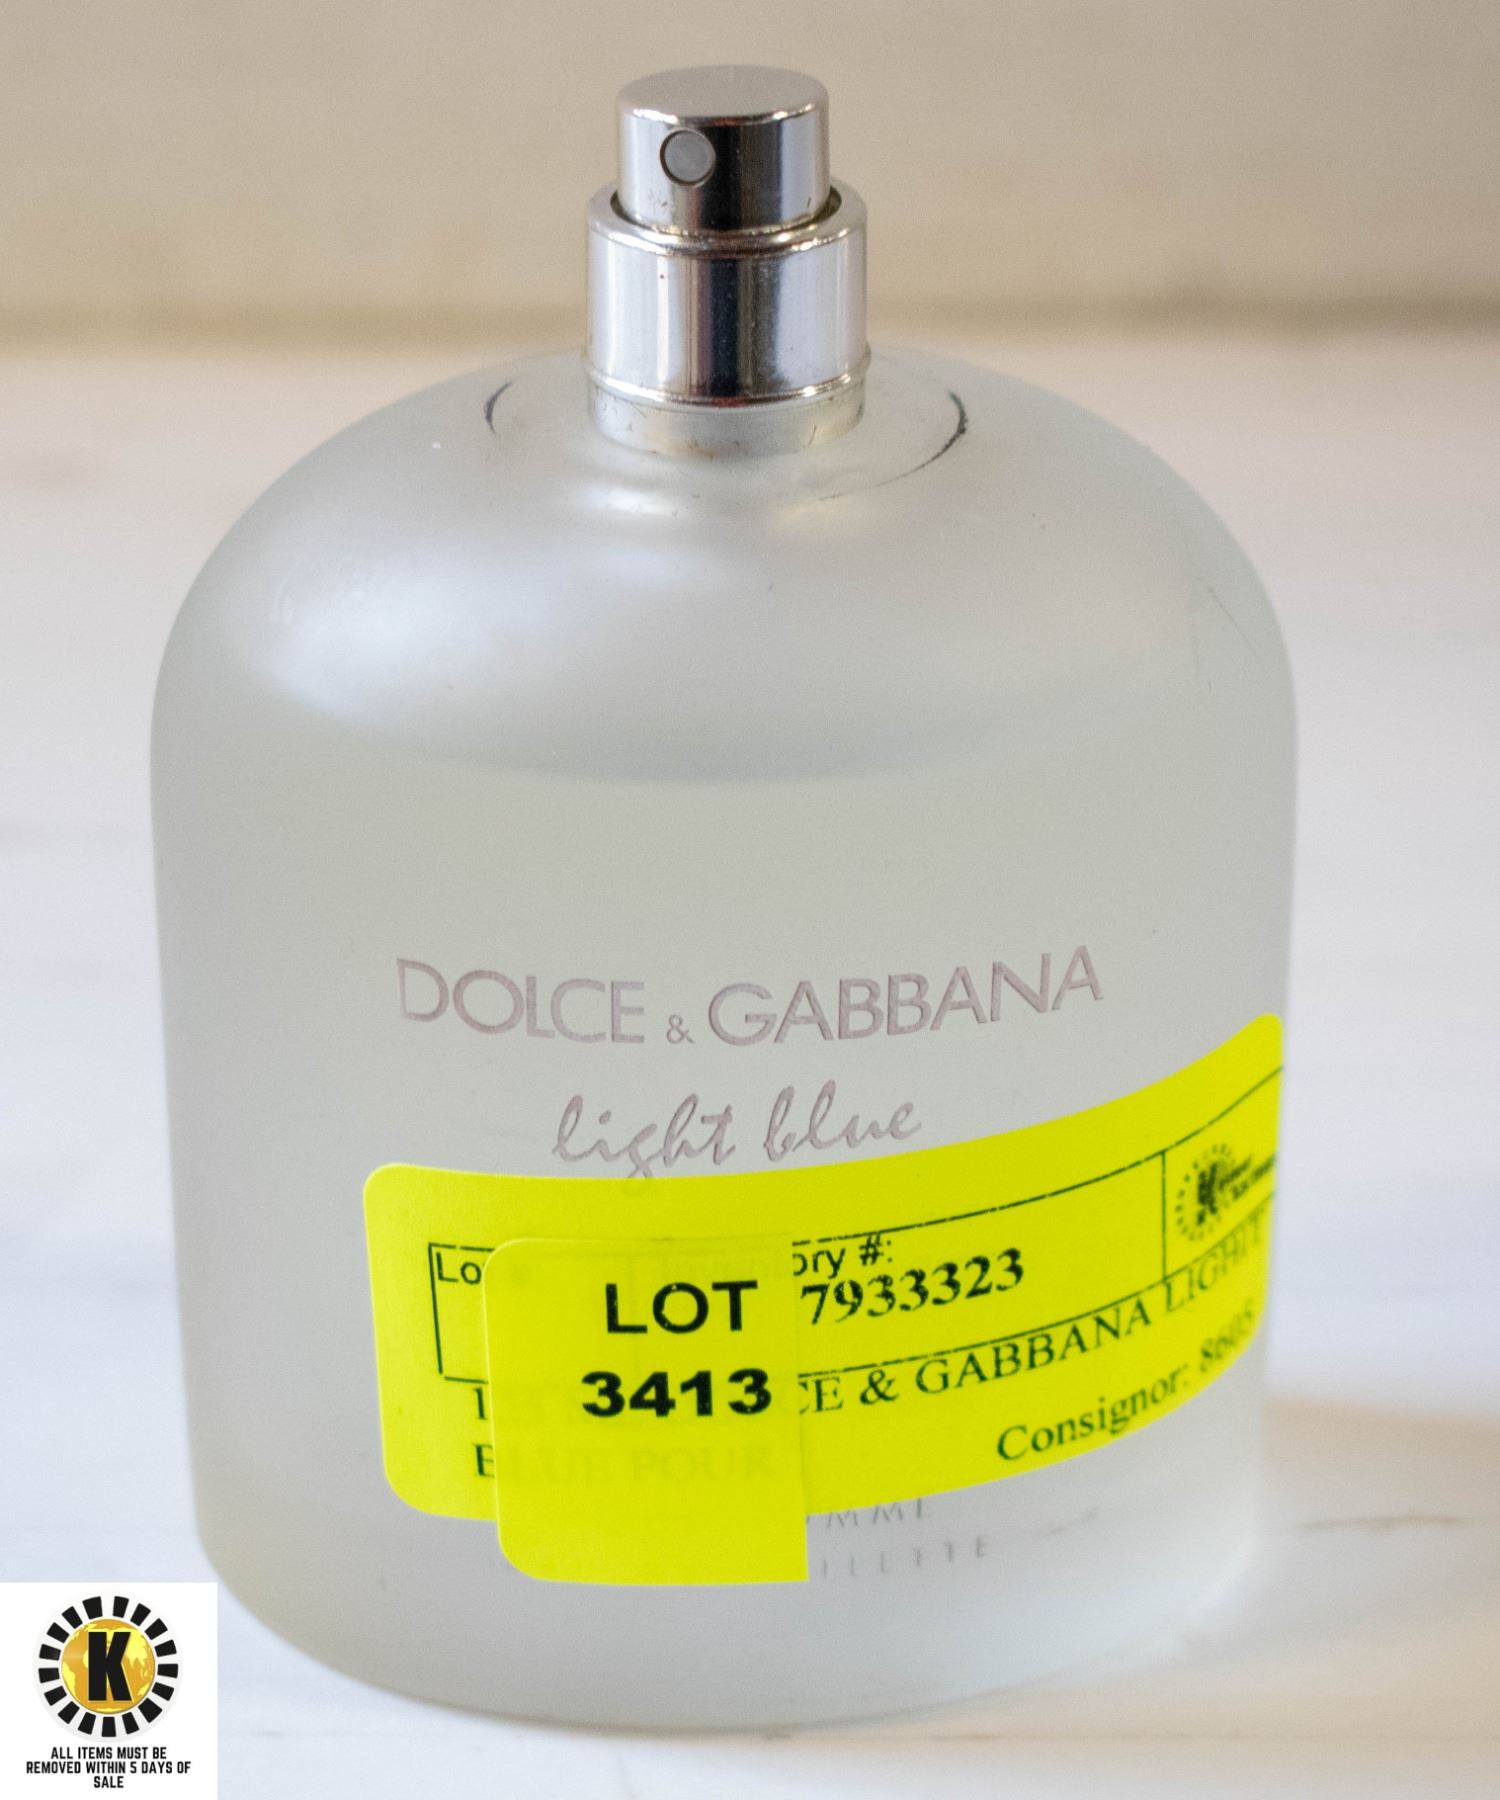 DOLCE & GABBANA
light blue
LOT
3413
ory #:
7933323
CE & GABBANA LIGHT
BLUE POUR
Consignor:
K
ALL ITEMS MUST BE
REMOVED WITHIN 5 DAYS OF
SALE